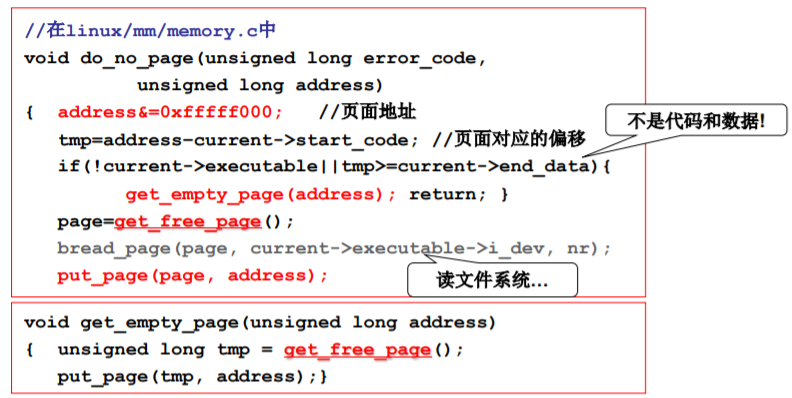 //在linux/mm/memory.c中
void do_no_page(unsigned long error_code,
unsigned long address)
{ address&=0xfffff000; //页面地址
tmp=address-current->start_code; //页面对应的偏移
不是代码和数据!
if(!current->executable||tmp>=current->end_data){
get_empty_page(address); return; }
page=get_free_page();
bread_page(page, current->executable->i_dev, nr);
put_page(page, address);
读文件系统…
void get_empty_page(unsigned long address)
{ unsigned long tmp = get_free_page();
put_page(tmp, address);}